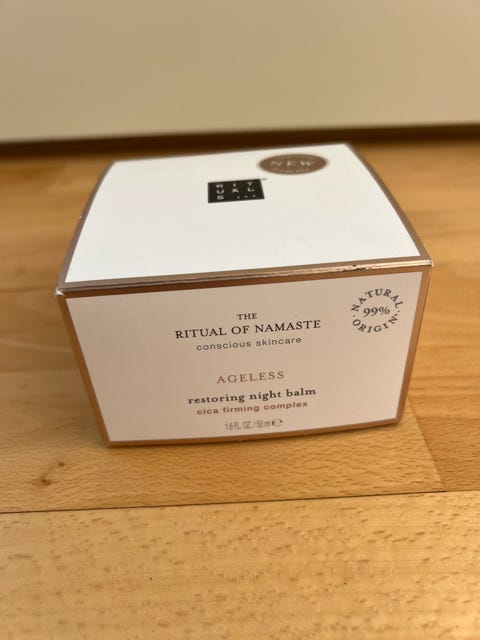 NEW
RIT
UAL
S...
THE
RITUAL OF NAMASTE
conscious skincare
NATURAL
99%
ORIGIN
AGELESS
restoring night balm
cica firming complex
1.6 FL. OZ. / 50 ml ℮